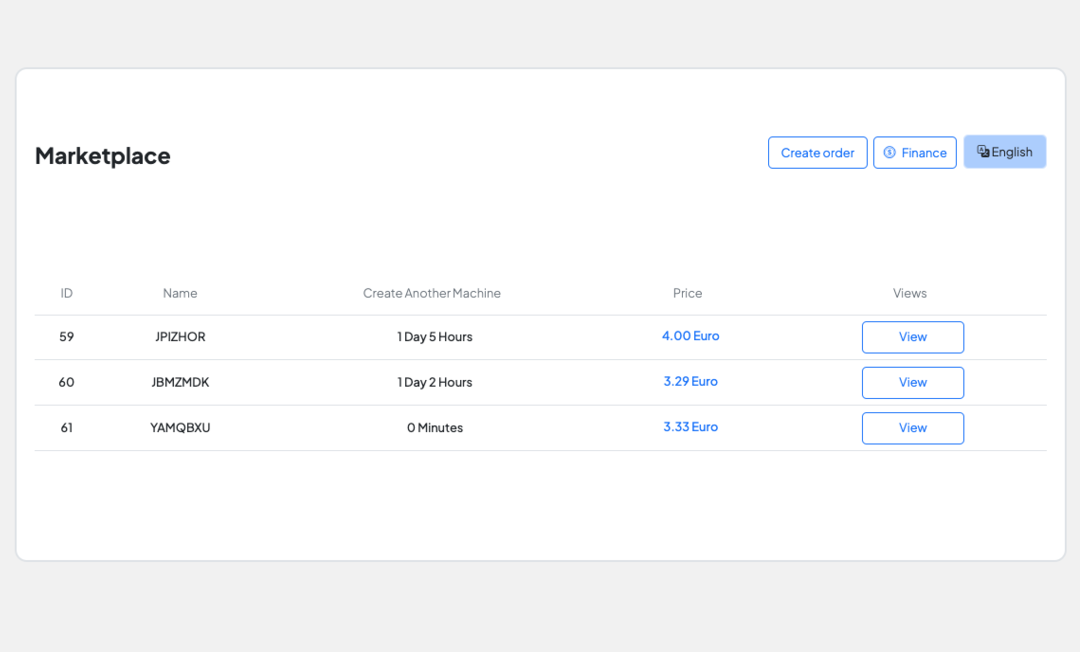 Marketplace
Create order
Finance
English
ID Name Create Another Machine Price Views
59 JPIZHOR 1 Day 5 Hours 4.00 Euro View
60 JBMZMDK 1 Day 2 Hours 3.29 Euro View
61 YAMQBXU 0 Minutes 3.33 Euro View